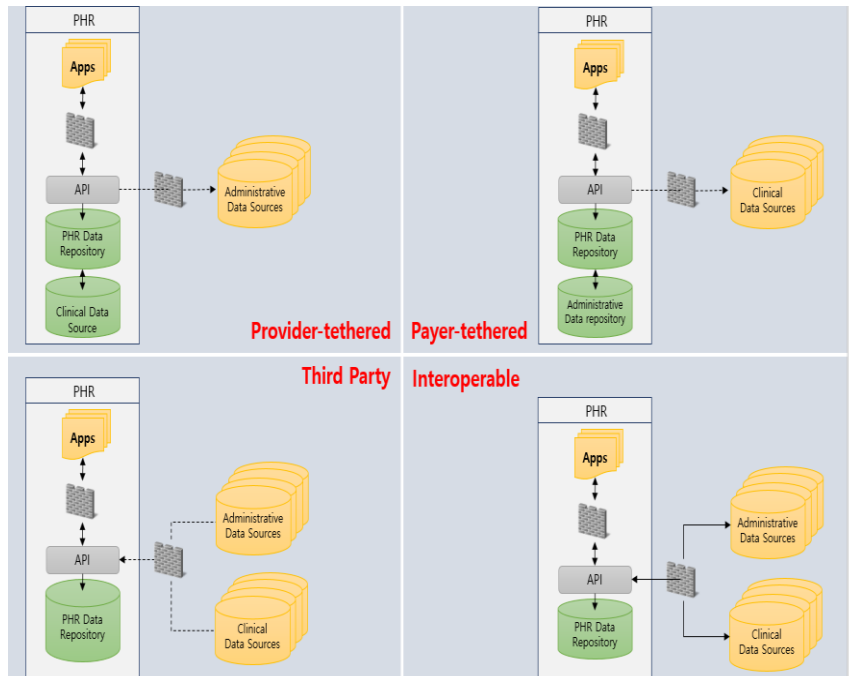 PHR
Apps
API
Administrative
Data Sources
PHR Data
Repository
Clinical Data
Source
Provider-tethered
PHR
Apps
API
Clinical
Data Sources
PHR Data
Repository
Administrative
Data repository
Payer-tethered
Third Party
PHR
Apps
Administrative
Data Sources
API
PHR Data
Repository
Clinical
Data Sources
Interoperable
PHR
Apps
Administrative
Data Sources
API
PHR Data
Repository
Clinical
Data Sources